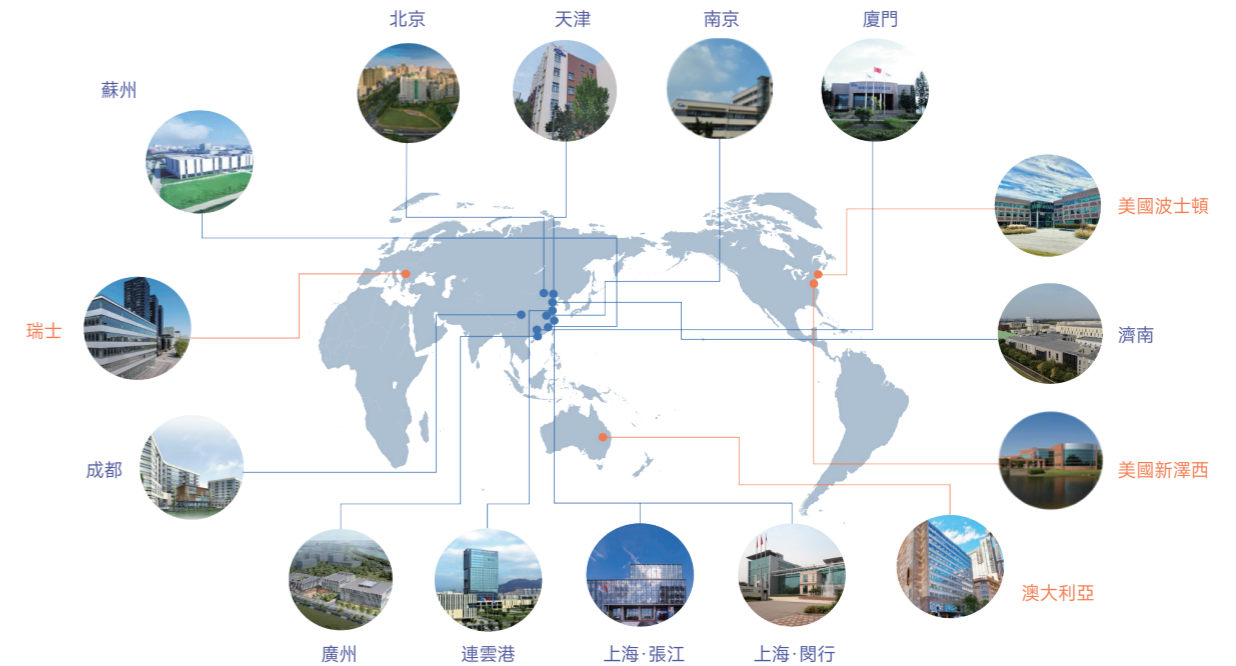 北京
天津
南京
廈門
蘇州
美國波士頓
瑞士
濟南
成都
美國新澤西
澳大利亞
廣州
連雲港
上海·張江
上海·閔行